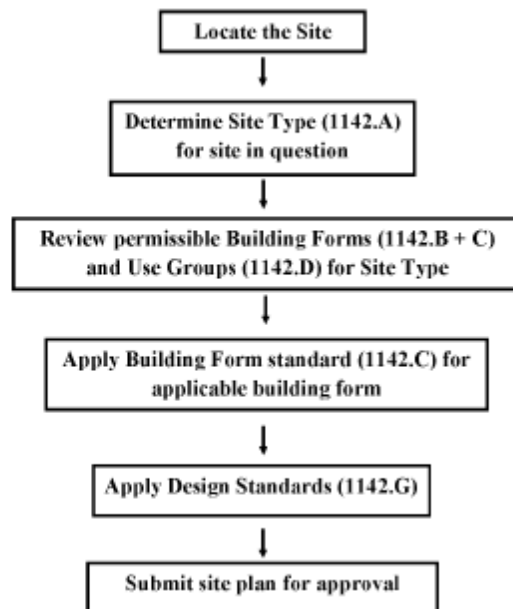 Locate the Site
Determine Site Type (1142.A)
for site in question
Review permissible Building Forms (1142.B + C)
and Use Groups (1142.D) for Site Type
Apply Building Form standard (1142.C) for
applicable building form
Apply Design Standards (1142.G)
Submit site plan for approval